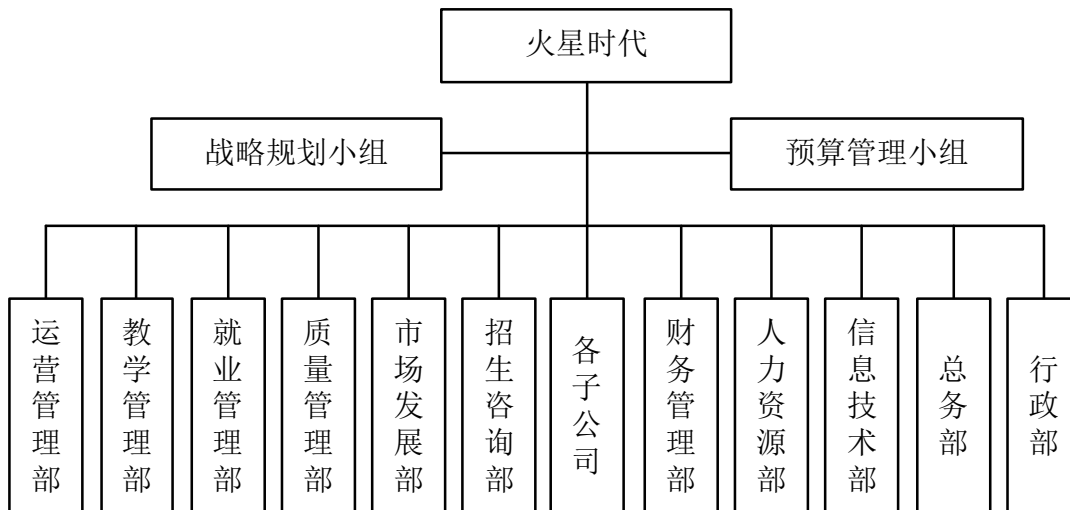 火星时代
战略规划小组
预算管理小组
运营管理部
教学管理部
就业管理部
质量管理部
市场发展部
招生咨询部
各子公司
财务管理部
人力资源部
信息技术部
总务部
行政部